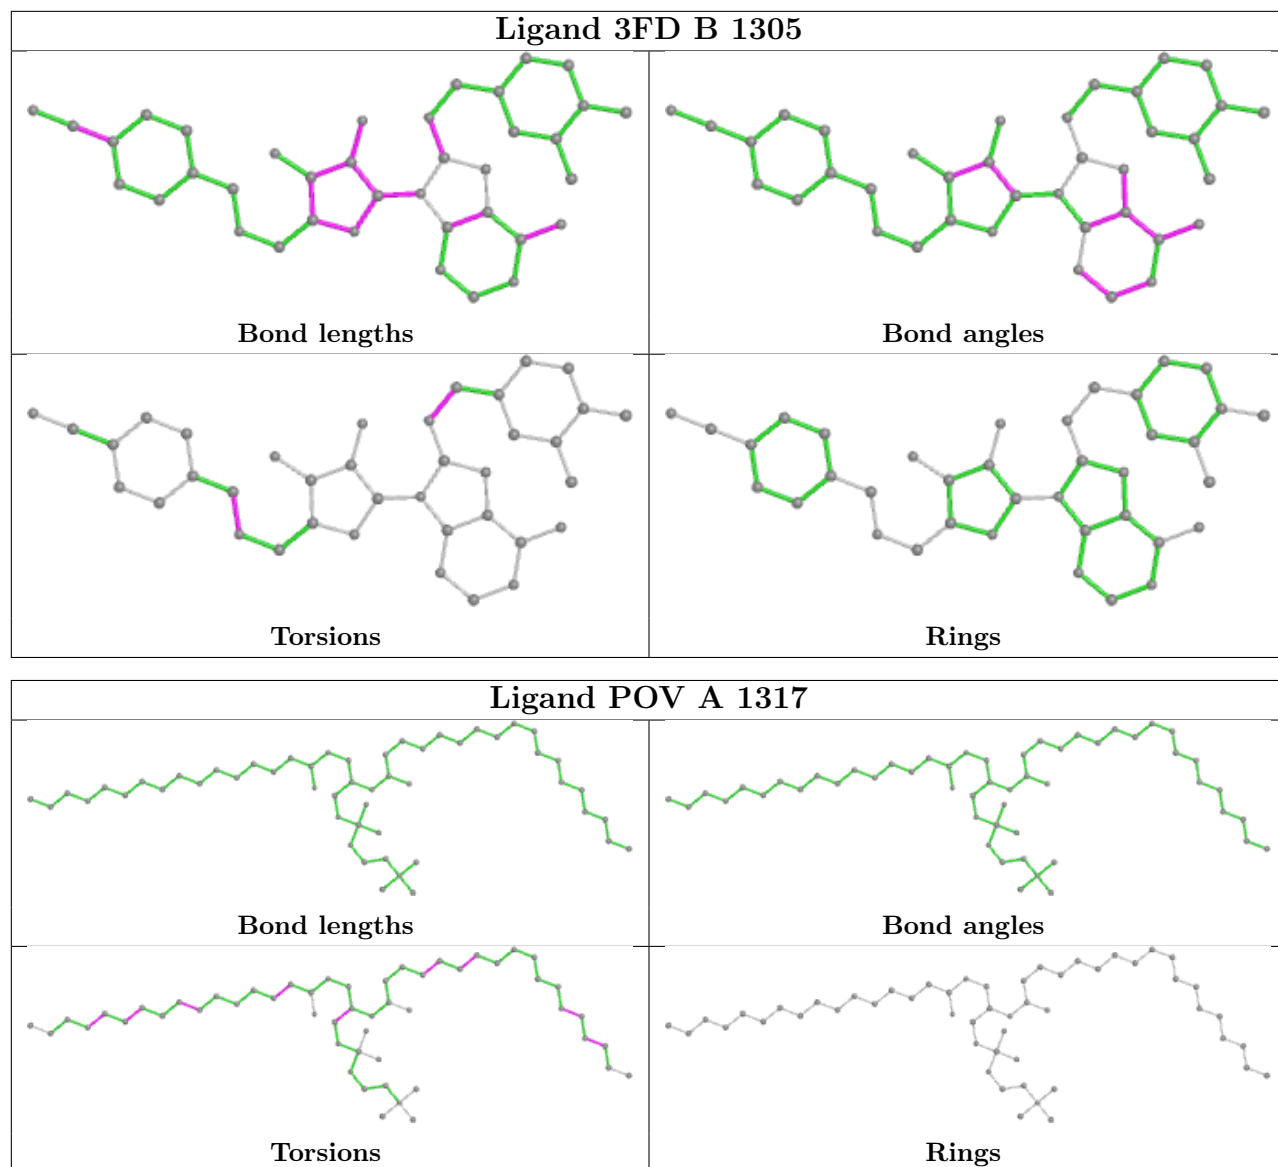 Ligand 3FD B 1305
Bond lengths
Bond angles
Torsions
Rings
Ligand POV A 1317
Bond lengths
Bond angles
Torsions
Rings